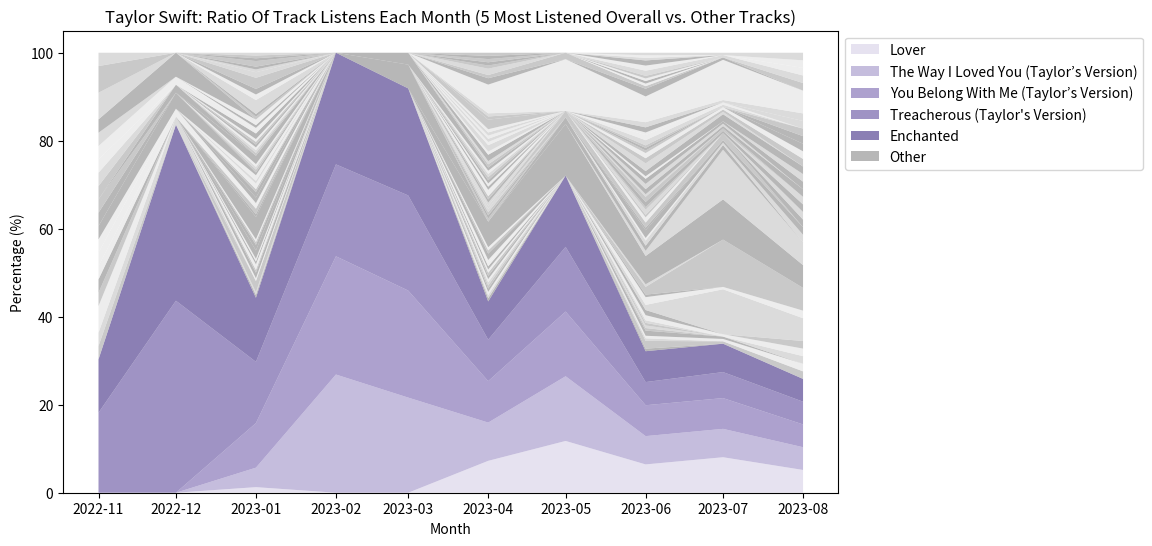 Taylor Swift: Ratio Of Track Listens Each Month (5 Most Listened Overall vs. Other Tracks)
Percentage (%)
100
80
60
40
20
0
2022-11 2022-12 2023-01 2023-02 2023-03 2023-04 2023-05 2023-06 2023-07 2023-08
Month
Lover
The Way I Loved You (Taylor’s Version)
You Belong With Me (Taylor’s Version)
Treacherous (Taylor's Version)
Enchanted
Other